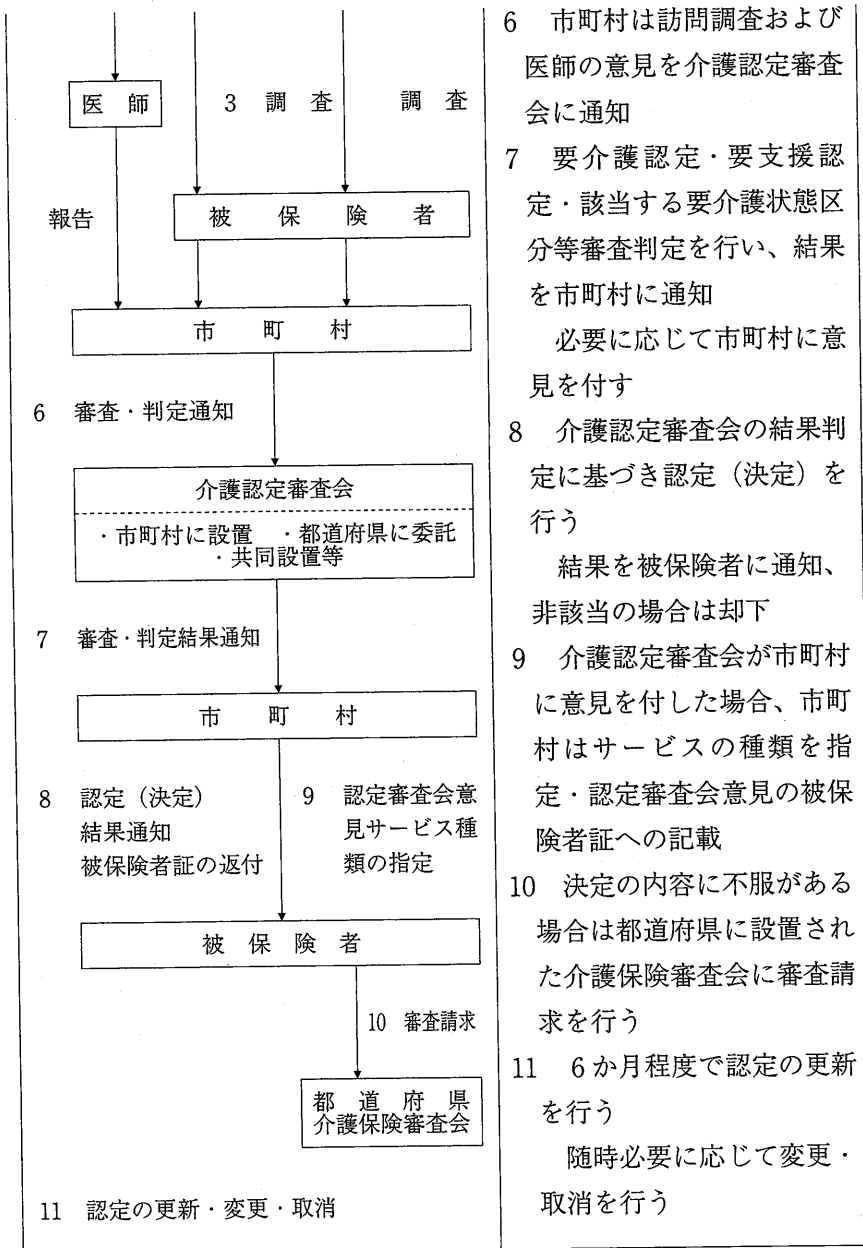 医師
3 調査
調査
報告
被保険者
市町村
6 審査・判定通知
介護認定審査会
・市町村に設置 ・都道府県に委託
・共同設置等
7 審査・判定結果通知
市町村
8 認定（決定）
結果通知
被保険者証の返付
9 認定審査会意
見サービス種
類の指定
被保険者
10 審査請求
都道府県
介護保険審査会
11 認定の更新・変更・取消
6 市町村は訪問調査および
医師の意見を介護認定審査
会に通知
7 要介護認定・要支援認
定・該当する要介護状態区
分等審査判定を行い、結果
を市町村に通知
必要に応じて市町村に意
見を付す
8 介護認定審査会の結果判
定に基づき認定（決定）を
行う
結果を被保険者に通知、
非該当の場合は却下
9 介護認定審査会が市町村
に意見を付した場合、市町
村はサービスの種類を指
定・認定審査会意見の被保
険者証への記載
10 決定の内容に不服がある
場合は都道府県に設置され
た介護保険審査会に審査請
求を行う
11 6か月程度で認定の更新
を行う
随時必要に応じて変更・
取消を行う